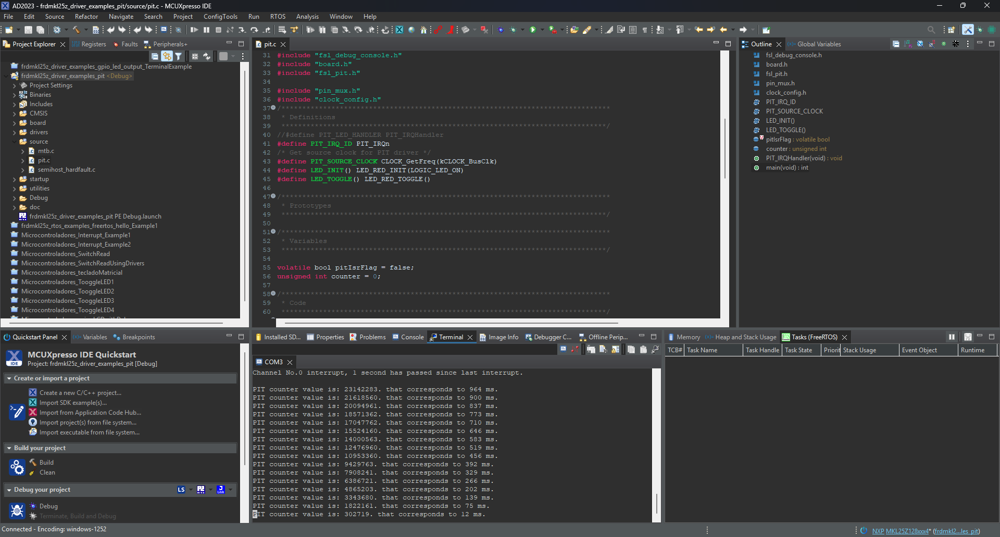 AD2023 - frdmkl25z_driver_examples_pit/source/pit.c - MCUXpresso IDE
File Edit Source Refactor Navigate Search Project ConfigTools Run RTOS Analysis Window Help
Project Explorer Registers Faults Peripherals+
frdmkl25z_driver_examples_gpio_led_output_TerminalExample
frdmkl25z_driver_examples_pit <Debug>
Project Settings
Binaries
Includes
CMSIS
board
drivers
source
mtb.c
pit.c
semihost_hardfault.c
startup
utilities
Debug
doc
frdmkl25z_driver_examples_pit PE Debug.launch
frdmkl25z_rtos_examples_freertos_hello_Example1
Microcontroladores_Interrupt_Example1
Microcontroladores_Interrupt_Example2
Microcontroladores_SwitchRead
Microcontroladores_SwitchReadUsingDrivers
Microcontroladores_tecladoMatricial
Microcontroladores_TooggleLED1
Microcontroladores_TooggleLED2
Microcontroladores_TooggleLED3
Microcontroladores_TooggleLED4
pit.c
31 #include "fsl_debug_console.h"
32 #include "board.h"
33 #include "fsl_pit.h"
34
35 #include "pin_mux.h"
36 #include "clock_config.h"
37 /*******************************************************************************
38 * Definitions
39 ******************************************************************************/
40 //#define PIT_LED_HANDLER PIT_IRQHandler
41 #define PIT_IRQ_ID PIT_IRQn
42 /* Get source clock for PIT driver */
43 #define PIT_SOURCE_CLOCK CLOCK_GetFreq(kCLOCK_BusClk)
44 #define LED_INIT() LED_RED_INIT(LOGIC_LED_ON)
45 #define LED_TOGGLE() LED_RED_TOGGLE()
46
47 /*******************************************************************************
48 * Prototypes
49 ******************************************************************************/
50
51 /*******************************************************************************
52 * Variables
53 ******************************************************************************/
54
55 volatile bool pitIsrFlag = false;
56 unsigned int counter = 0;
57
58 /*******************************************************************************
59 * Code
60 ******************************************************************************/
Outline Global Variables
fsl_debug_console.h
board.h
fsl_pit.h
pin_mux.h
clock_config.h
PIT_IRQ_ID
PIT_SOURCE_CLOCK
LED_INIT()
LED_TOGGLE()
pitIsrFlag : volatile bool
counter : unsigned int
PIT_IRQHandler(void) : void
main(void) : int
Quickstart Panel Variables Breakpoints
IDE
MCUXpresso IDE Quickstart
Project: frdmkl25z_driver_examples_pit [Debug]
Create or import a project
Create a new C/C++ project...
Import SDK example(s)...
Import from Application Code Hub...
Import project(s) from file system...
Import executable from file system...
Build your project
Build
Clean
Debug your project LS
Debug
Terminate, Build and Debug
Installed SD... Properties Problems Console Terminal Image Info Debugger C... Offline Perip...
COM3
Channel No.0 interrupt, 1 second has passed since last interrupt.
PIT counter value is: 23142283. that corresponds to 964 ms.
PIT counter value is: 21618560. that corresponds to 900 ms.
PIT counter value is: 20094961. that corresponds to 837 ms.
PIT counter value is: 18571362. that corresponds to 773 ms.
PIT counter value is: 17047762. that corresponds to 710 ms.
PIT counter value is: 15524160. that corresponds to 646 ms.
PIT counter value is: 14000563. that corresponds to 583 ms.
PIT counter value is: 12476960. that corresponds to 519 ms.
PIT counter value is: 10953360. that corresponds to 456 ms.
PIT counter value is: 9429763. that corresponds to 392 ms.
PIT counter value is: 7908241. that corresponds to 329 ms.
PIT counter value is: 6386721. that corresponds to 266 ms.
PIT counter value is: 4865203. that corresponds to 202 ms.
PIT counter value is: 3343680. that corresponds to 139 ms.
PIT counter value is: 1822161. that corresponds to 75 ms.
PIT counter value is: 302719. that corresponds to 12 ms.
Memory Heap and Stack Usage Tasks (FreeRTOS)
TCB# Task Name Task Handle Task State Priorit Stack Usage Event Object Runtime
Connected - Encoding: windows-1252
NXP MKL25Z128xxx4* (frdmkl2...les_pit)